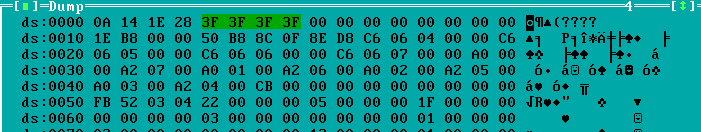 [■]=Dump 4 [↕]
ds:0000 0A 14 1E 28 3F 3F 3F 3F 00 00 00 00 00 00 00 00 ◙¶▲(????
ds:0010 1E B8 00 00 50 B8 8C 0F 8E D8 C6 06 04 00 00 C6 ▲╕  P╕î☼Ä╪╞♠♦  ╞
ds:0020 06 05 00 00 C6 06 06 00 00 C6 06 07 00 00 A0 00 ♠♣  ╞♠♠  ╞♠•  á
ds:0030 00 A2 07 00 A0 01 00 A2 06 00 A0 02 00 A2 05 00 ó• á☺ ó♠ á☻ ó♣
ds:0040 A0 03 00 A2 04 00 CB 00 00 00 00 00 00 00 00 00 á♥ ó♦ ╦
ds:0050 FB 52 03 04 22 00 00 00 05 00 00 00 1F 00 00 00 √R♥♦"   ♣   ▼
ds:0060 00 00 00 00 03 00 00 00 00 00 00 00 01 00 00 00 ♥       ☺